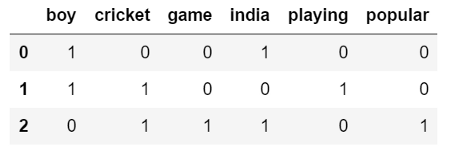 boy cricket game india playing popular
0 1 0 0 1 0 0
1 1 1 0 0 1 0
2 0 1 1 1 0 1